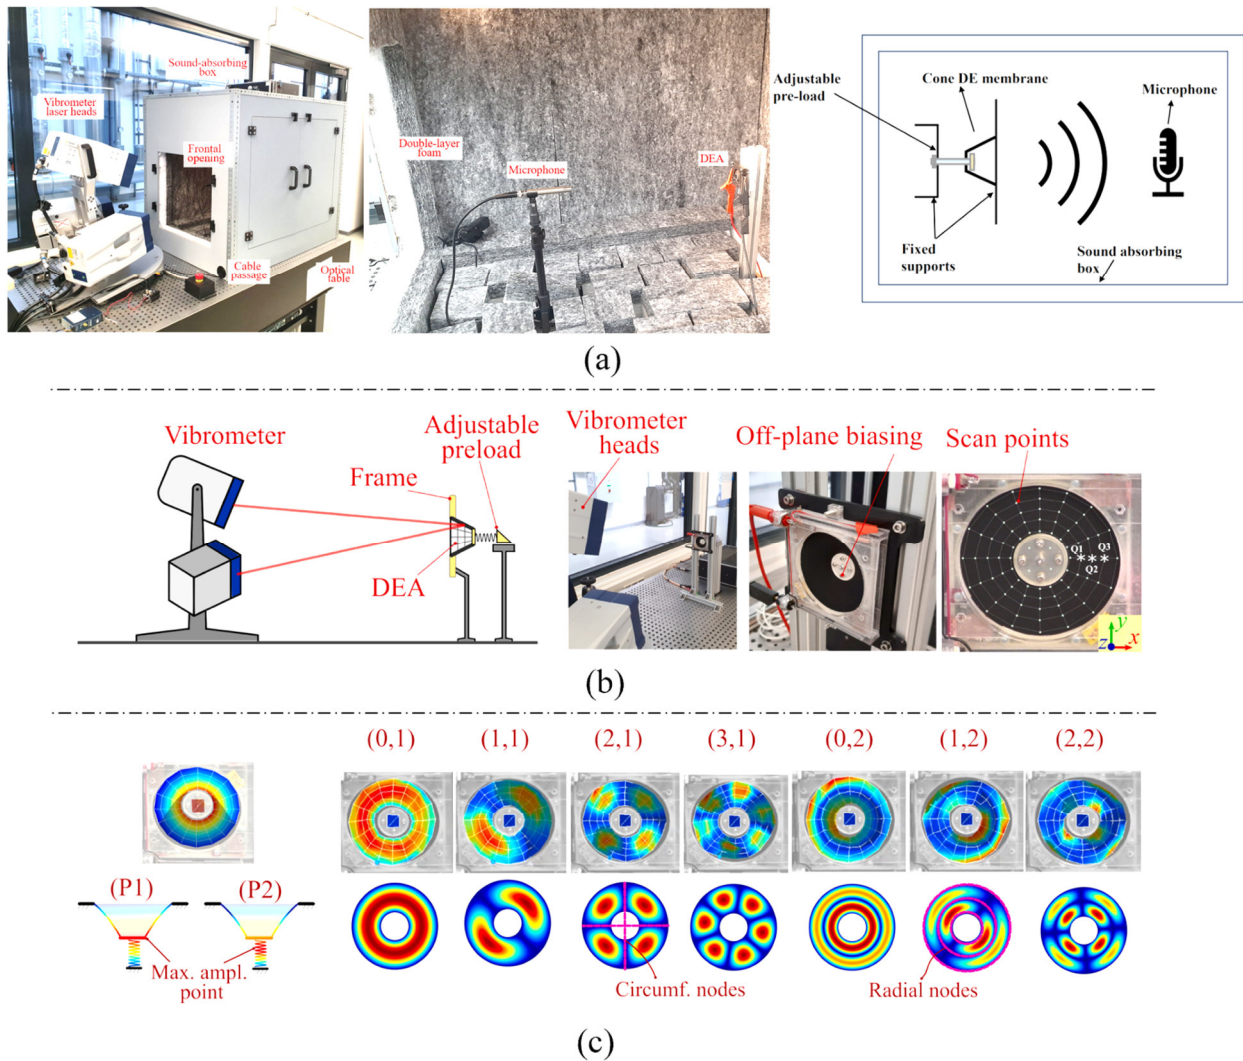 Sound-absorbing
box
Vibrometer
laser heads
Frontal
opening
Cable
passage
Optical
table
Double-layer
foam
Microphone
DEA
Adjustable
pre-load
Cone DE membrane
Microphone
Fixed
supports
Sound absorbing
box
(a)
Vibrometer
Frame
Adjustable
preload
DEA
Vibrometer
heads
Off-plane biasing
Scan points
Q1
Q3
Q2
y
z
x
(b)
(0,1)
(1,1)
(2,1)
(3,1)
(0,2)
(1,2)
(2,2)
(P1)
(P2)
Max. ampl.
point
Circumf. nodes
Radial nodes
(c)